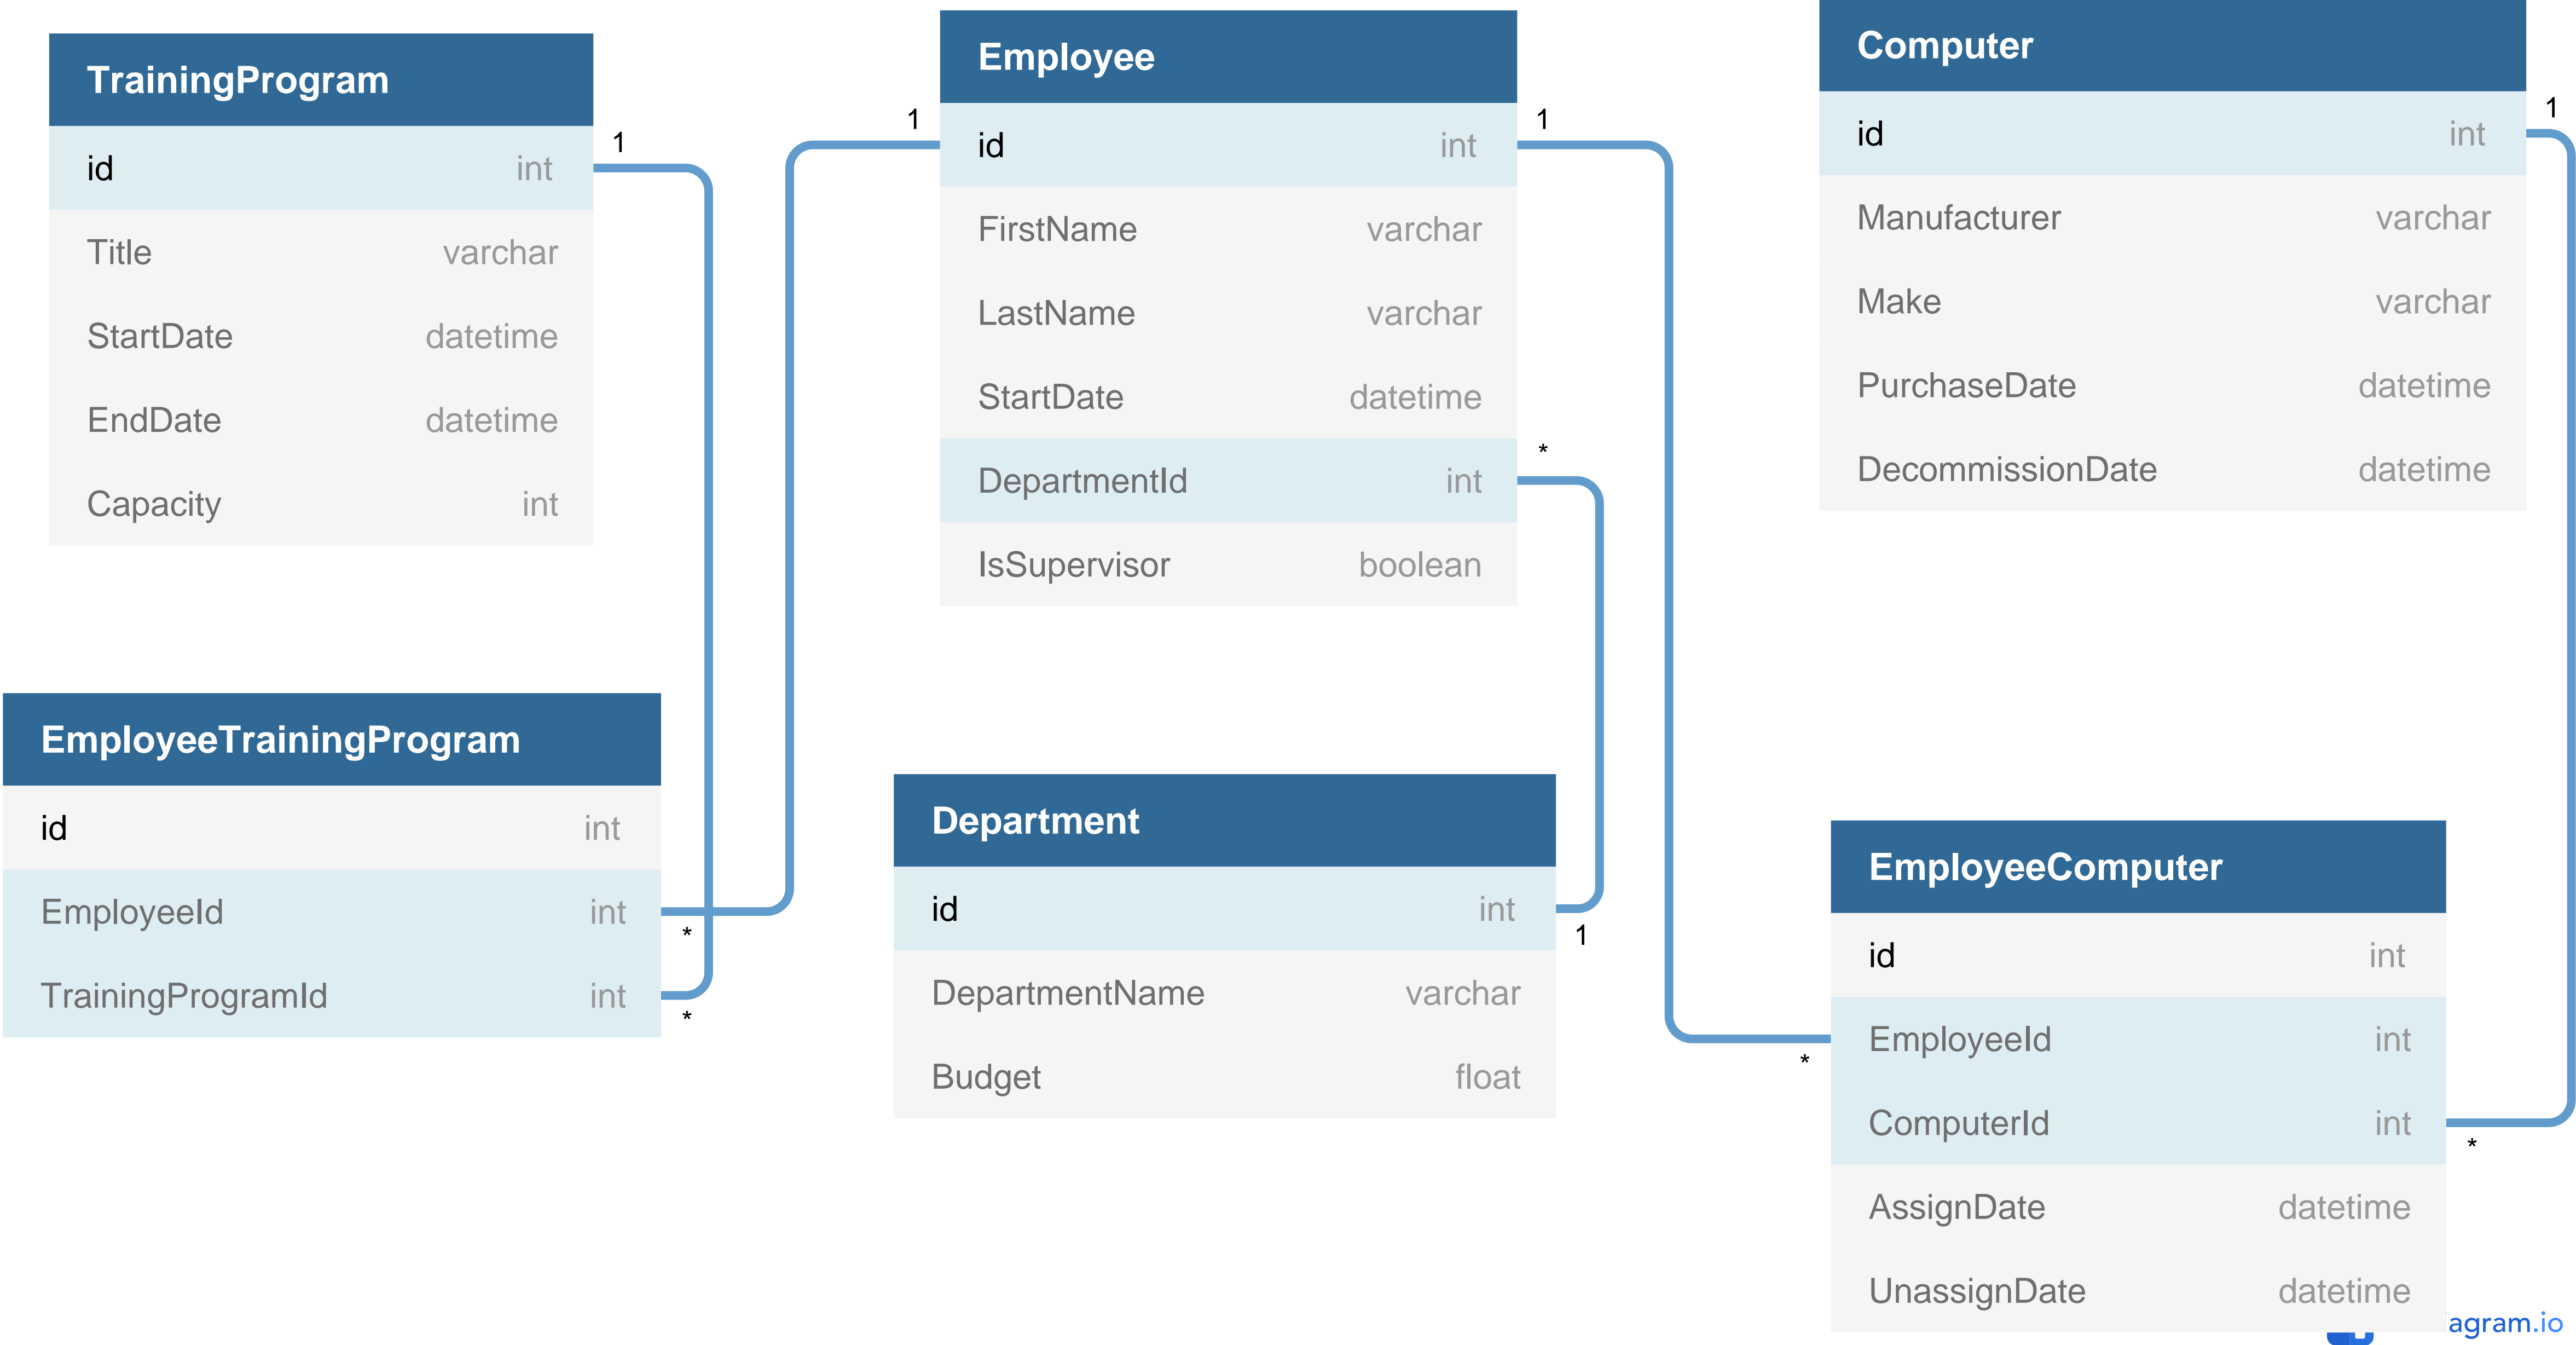 TrainingProgram
1
id int
Title varchar
StartDate datetime
EndDate datetime
Capacity int
Employee
1 1
id int
FirstName varchar
LastName varchar
StartDate datetime
*
DepartmentId int
IsSupervisor boolean
Computer
1
id int
Manufacturer varchar
Make varchar
PurchaseDate datetime
DecommissionDate datetime
EmployeeTrainingProgram
id int
EmployeeId int
*
TrainingProgramId int
*
Department
id int
1
DepartmentName varchar
Budget float
EmployeeComputer
id int
EmployeeId int
*
ComputerId int
*
AssignDate datetime
UnassignDate datetime
agram.io